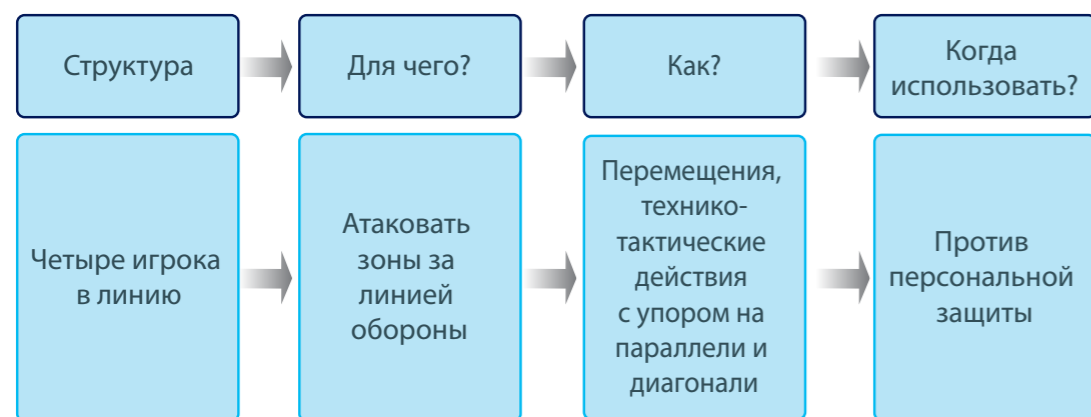 Структура
Для чего?
Как?
Когда
использовать?
Четыре игрока
в линию
Атаковать
зоны за
линией
обороны
Перемещения,
технико-
тактические
действия
с упором на
параллели и
диагонали
Против
персональной
защиты